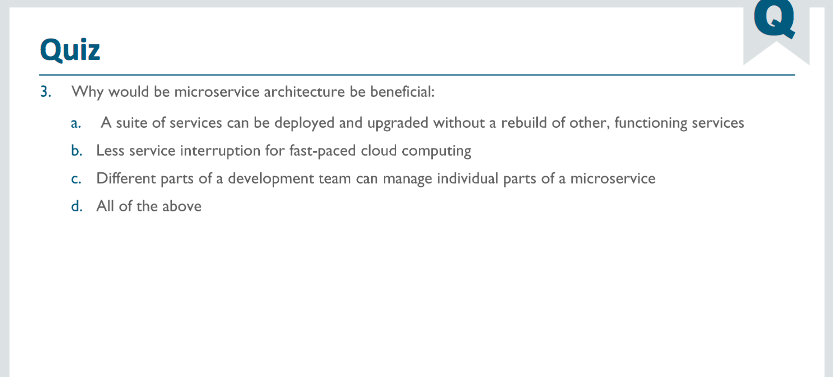 Q
Quiz
3. Why would be microservice architecture be beneficial:
a. A suite of services can be deployed and upgraded without a rebuild of other, functioning services
b. Less service interruption for fast-paced cloud computing
c. Different parts of a development team can manage individual parts of a microservice
d. All of the above